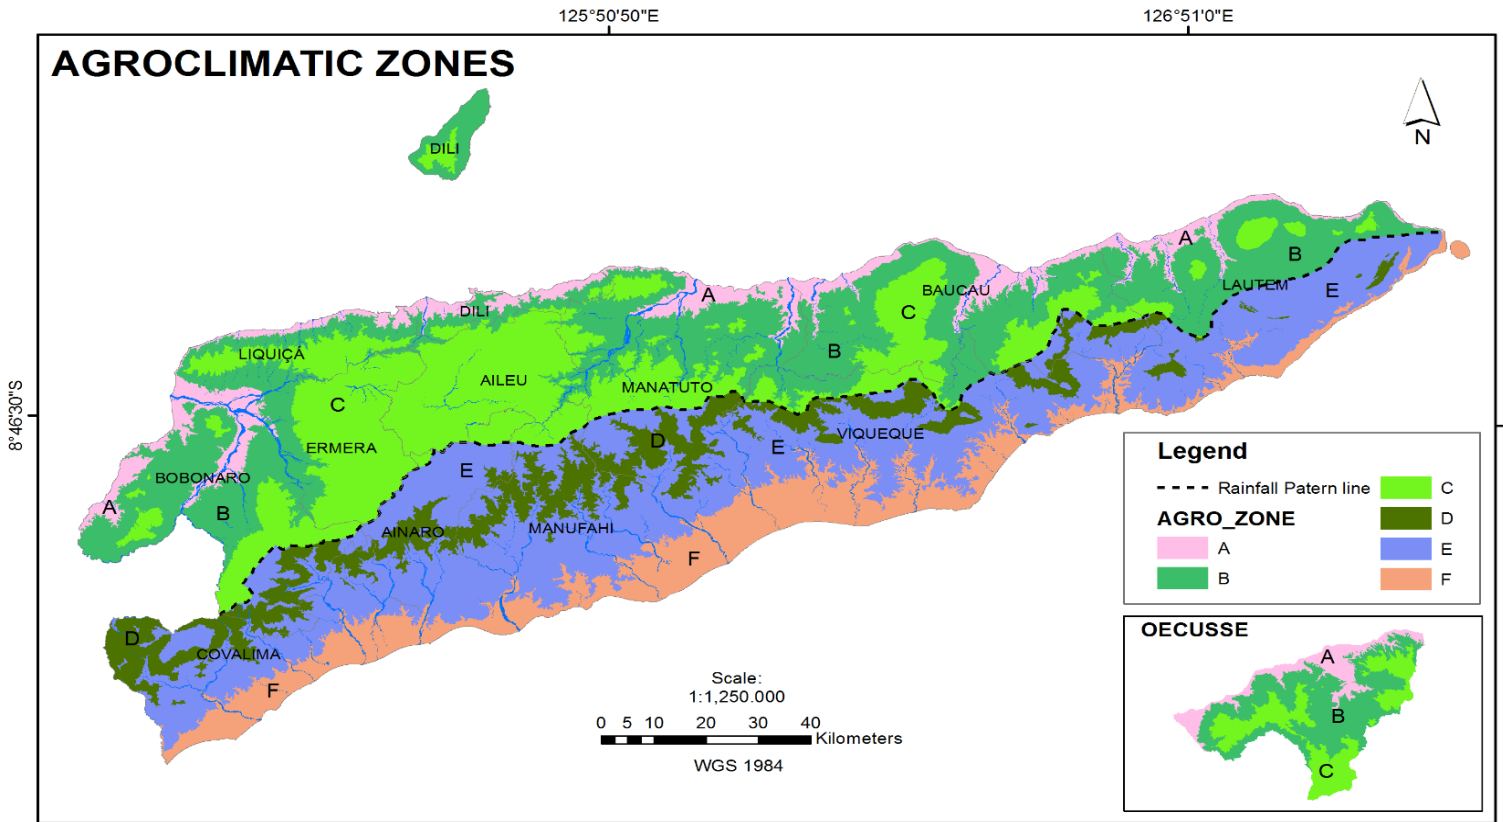 125°50'50"E
126°51'0"E
AGROCLIMATIC ZONES
N
DILI
A
B
LAUTEM
E
BAUCAU
A
C
DILI
B
LIQUIÇÁ
AILEU
MANATUTO
C
8°46'30"S
ERMERA
D
E
VIQUEQUE
E
BOBONARO
A
B
AINARO
MANUFAHI
F
D
COVALIMA
F
Legend
Rainfall Patern line
AGRO_ZONE
A
B
C
D
E
F
Scale:
1:1,250.000
0 5 10 20 30 40
Kilometers
WGS 1984
OECUSSE
A
B
C